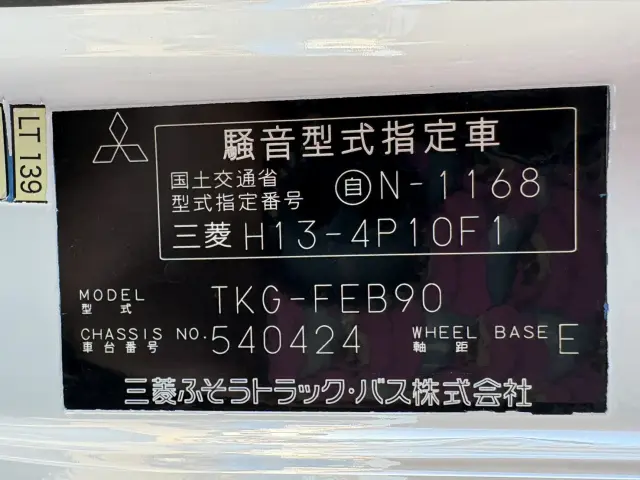 LT 139
騒音型式指定車
国土交通省
型式指定番号
自 N-1168
三菱 H13-4P10F1
MODEL TKG-FEB90
型式
CHASSIS NO. 540424 WHEEL BASE E
車台番号 軸距
三菱ふそうトラック・バス株式会社